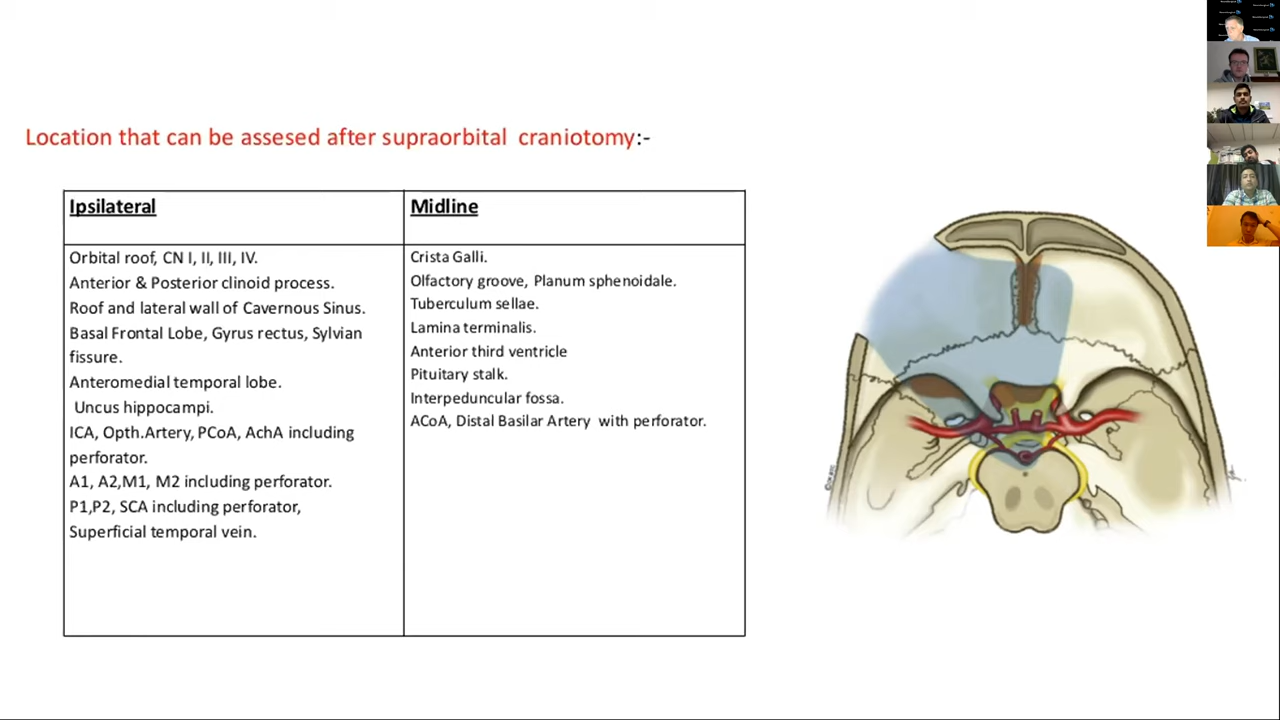 Location that can be assesed after supraorbital craniotomy:-
Ipsilateral
Orbital roof, CN I, II, III, IV.
Anterior & Posterior clinoid process.
Roof and lateral wall of Cavernous Sinus.
Basal Frontal Lobe, Gyrus rectus, Sylvian
fissure.
Anteromedial temporal lobe.
Uncus hippocampi.
ICA, Opth.Artery, PCoA, AchA including
perforator.
A1, A2,M1, M2 including perforator.
P1,P2, SCA including perforator,
Superficial temporal vein.
Midline
Crista Galli.
Olfactory groove, Planum sphenoidale.
Tuberculum sellae.
Lamina terminalis.
Anterior third ventricle
Pituitary stalk.
Interpeduncular fossa.
ACoA, Distal Basilar Artery with perforator.